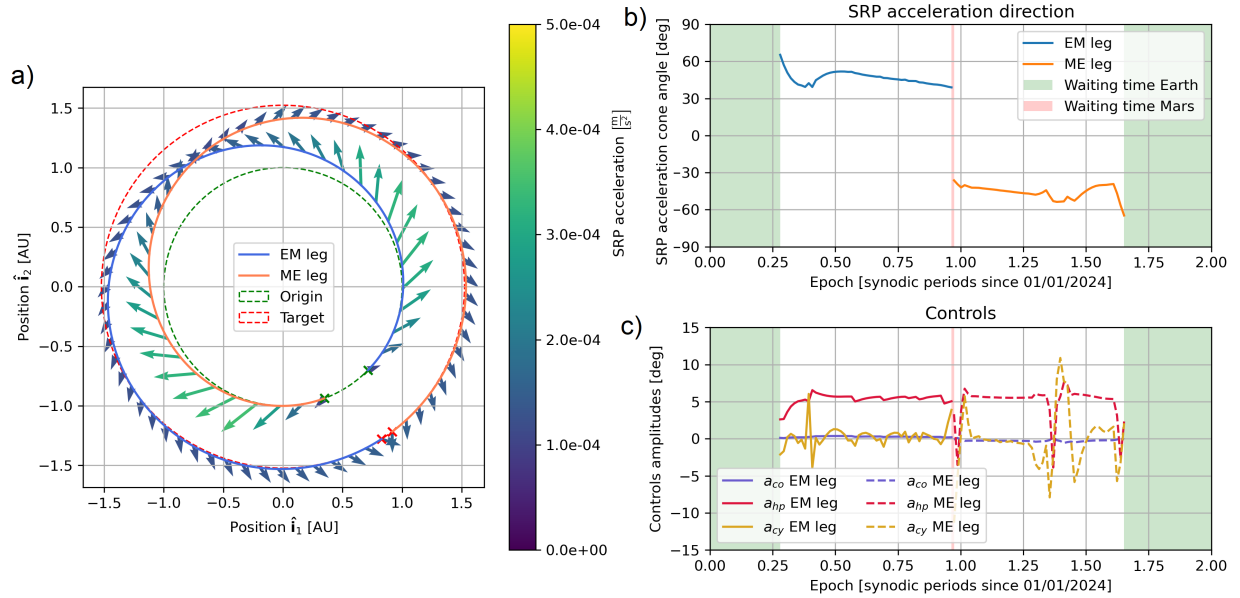 a)
Position î₂ [AU]
1.5
1.0
0.5
0.0
−0.5
−1.0
−1.5
−1.5 −1.0 −0.5 0.0 0.5 1.0 1.5
Position î₁ [AU]
EM leg
ME leg
Origin
Target
5.0e-04
4.0e-04
3.0e-04
2.0e-04
1.0e-04
0.0e+00
SRP acceleration [m/s²]
b)
SRP acceleration direction
SRP acceleration cone angle [deg]
90
60
30
0
−30
−60
−90
EM leg
ME leg
Waiting time Earth
Waiting time Mars
0.00 0.25 0.50 0.75 1.00 1.25 1.50 1.75 2.00
Epoch [synodic periods since 01/01/2024]
c)
Controls
Controls amplitudes [deg]
15
10
5
0
−5
−10
−15
a_co EM leg
a_hp EM leg
a_cy EM leg
a_co ME leg
a_hp ME leg
a_cy ME leg
0.00 0.25 0.50 0.75 1.00 1.25 1.50 1.75 2.00
Epoch [synodic periods since 01/01/2024]